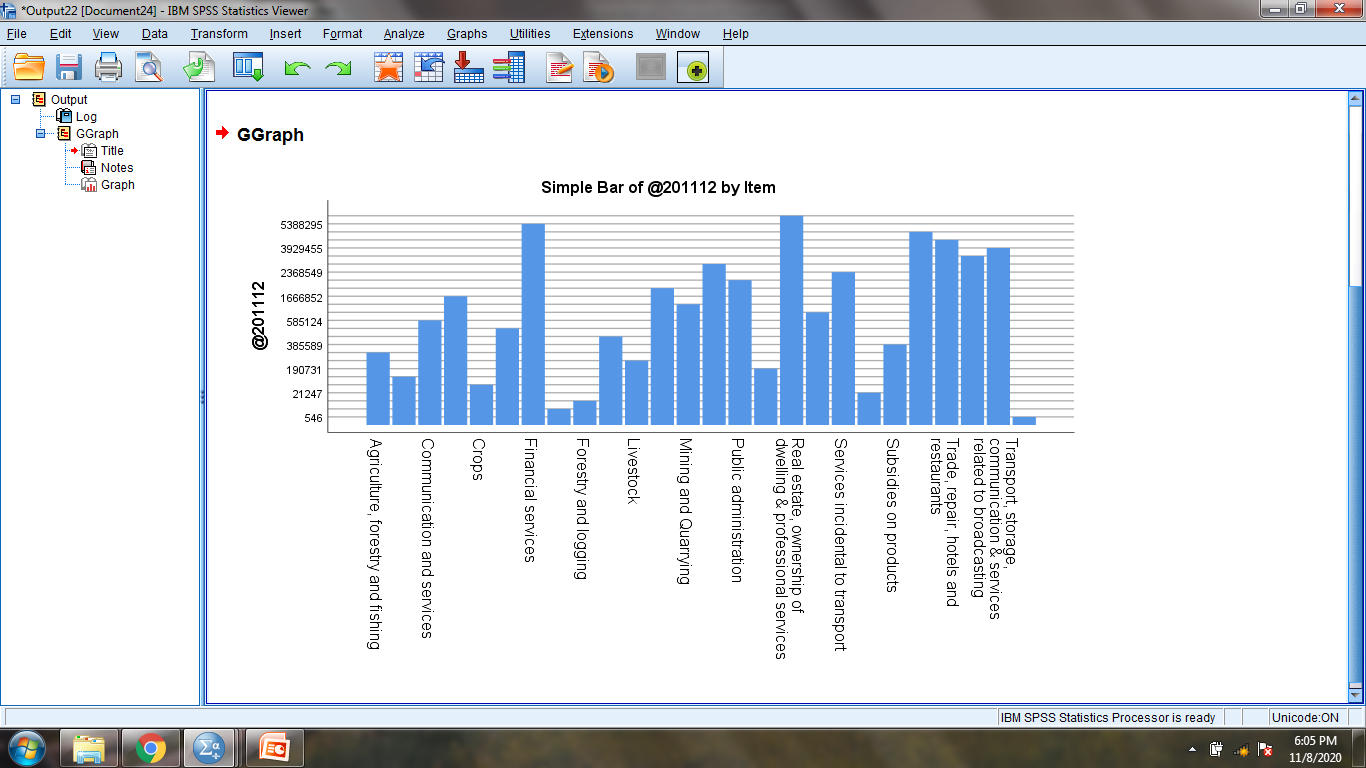 *Output22 [Document24] - IBM SPSS Statistics Viewer
File Edit View Data Transform Insert Format Analyze Graphs Utilities Extensions Window Help
Output
Log
GGraph
Title
Notes
Graph
GGraph
Simple Bar of @201112 by Item
@201112
5388295
3929455
2368549
1666852
585124
385589
190731
21247
546
Agriculture, forestry and fishing
Communication and services
Crops
Financial services
Forestry and logging
Livestock
Mining and Quarrying
Public administration
Real estate, ownership of
dwelling & professional services
Services incidental to transport
Subsidies on products
Trade, repair, hotels and
restaurants
Transport, storage,
communication & services
related to broadcasting
IBM SPSS Statistics Processor is ready
Unicode:ON
6:05 PM
11/8/2020